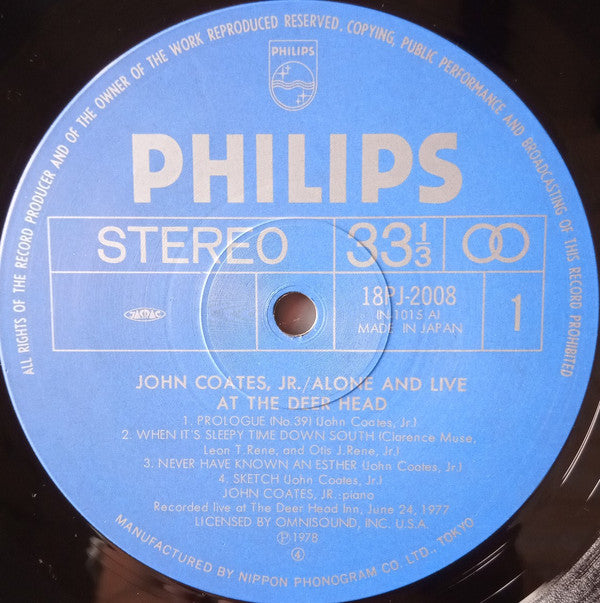 ALL RIGHTS OF THE RECORD PRODUCER AND OF THE OWNER OF THE WORK REPRODUCED RESERVED. COPYING, PUBLIC PERFORMANCE AND BROADCASTING OF THIS RECORD PROHIBITED
PHILIPS
PHILIPS
STEREO 33 1/3
JASRAC 18PJ-2008 1
(N-1015 A)
MADE IN JAPAN
JOHN COATES, JR./ALONE AND LIVE
AT THE DEER HEAD
1. PROLOGUE (No.39) (John Coates, Jr.)
2. WHEN IT'S SLEEPY TIME DOWN SOUTH (Clarence Muse,
Leon T.Rene, and Otis J.Rene, Jr.)
3. NEVER HAVE KNOWN AN ESTHER (John Coates, Jr.)
4. SKETCH (John Coates, Jr.)
JOHN COATES, JR.:piano
Recorded live at The Deer Head Inn, June 24, 1977
LICENSED BY OMNISOUND, INC. U.S.A.
Ⓟ1978
④
MANUFACTURED BY NIPPON PHONOGRAM CO. LTD., TOKYO